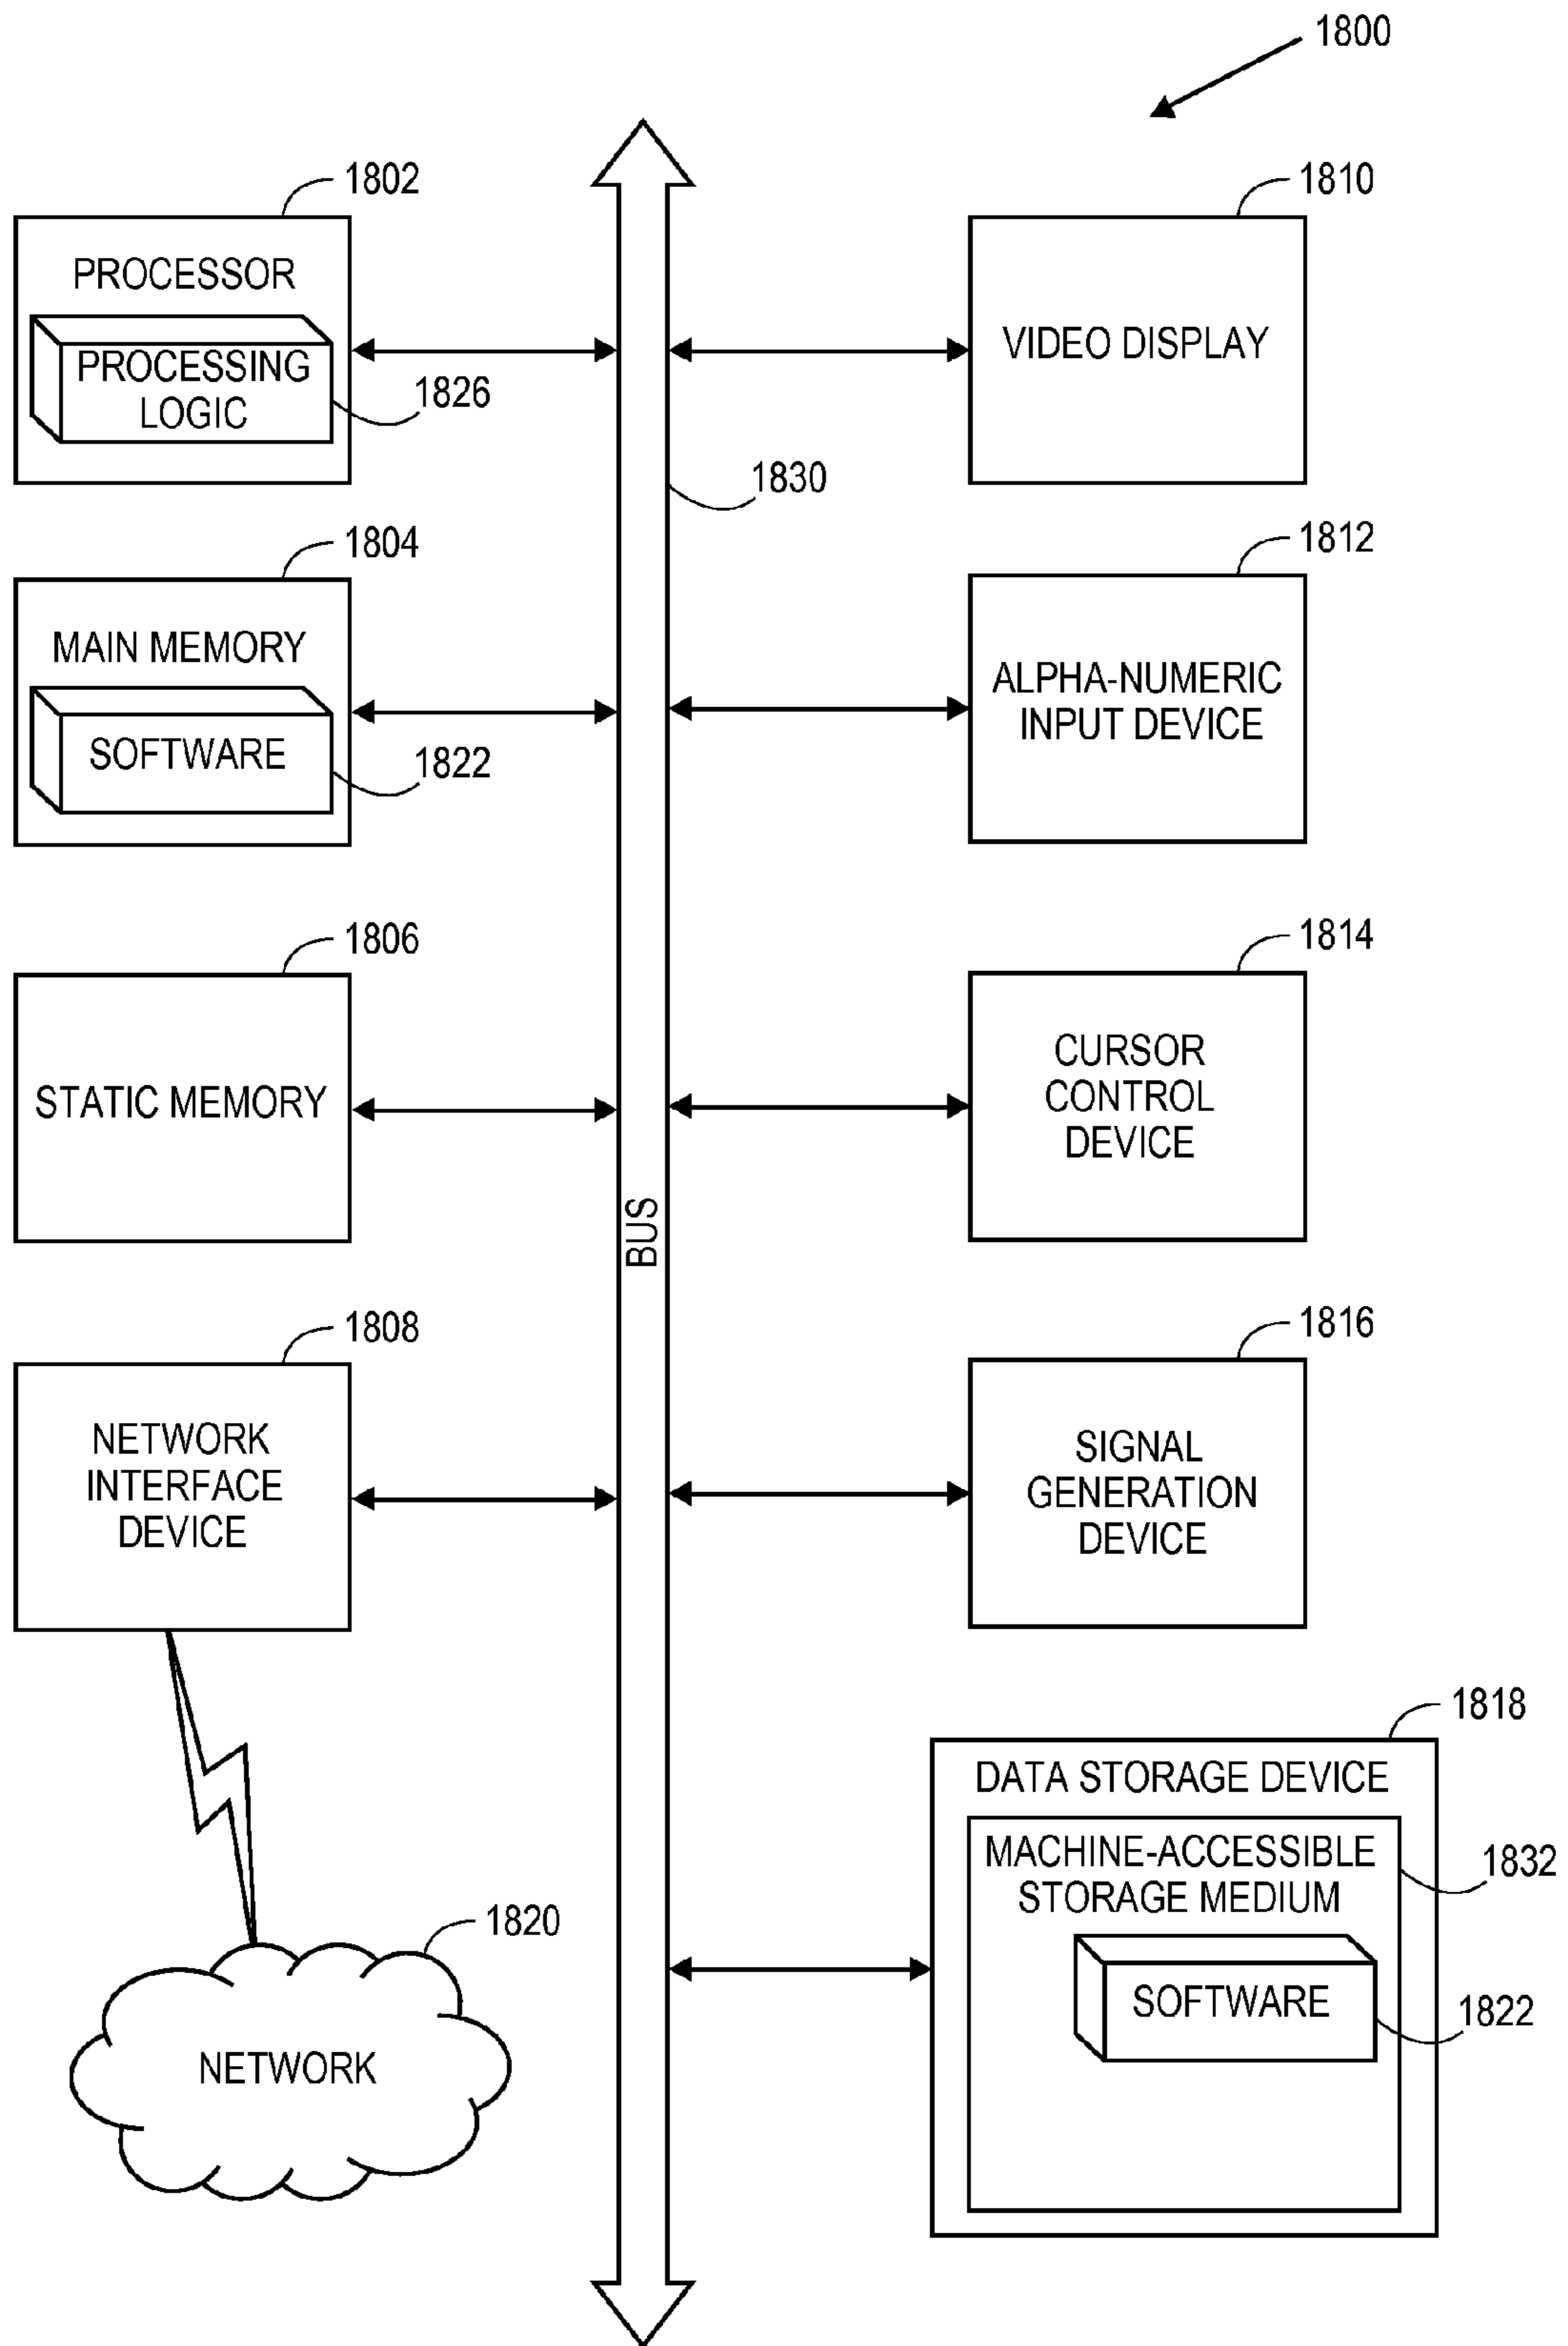 1800
1802
PROCESSOR
PROCESSING
LOGIC
1826
1810
VIDEO DISPLAY
1830
1804
MAIN MEMORY
SOFTWARE
1822
1812
ALPHA-NUMERIC
INPUT DEVICE
1806
STATIC MEMORY
1814
CURSOR
CONTROL
DEVICE
BUS
1808
NETWORK
INTERFACE
DEVICE
1816
SIGNAL
GENERATION
DEVICE
1820
NETWORK
1818
DATA STORAGE DEVICE
MACHINE-ACCESSIBLE
STORAGE MEDIUM
1832
SOFTWARE
1822